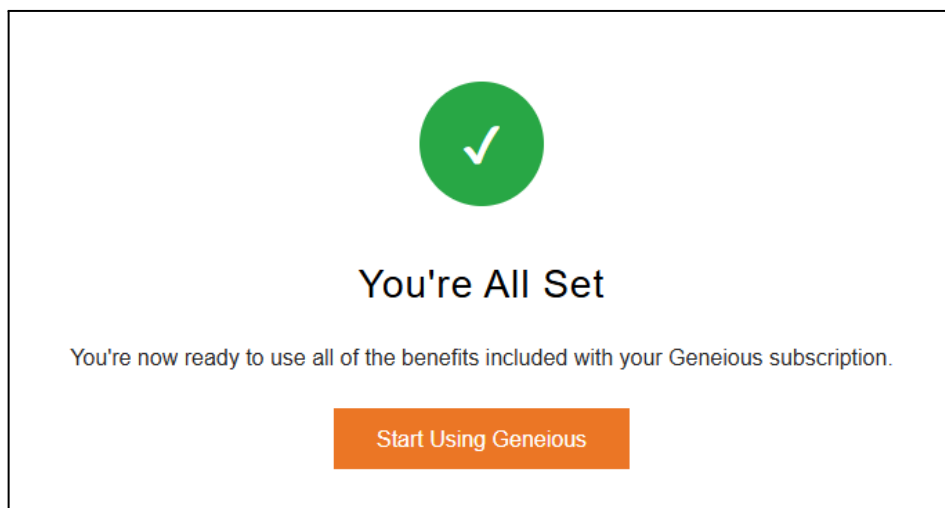 You're All Set
You're now ready to use all of the benefits included with your Geneious subscription.
Start Using Geneious